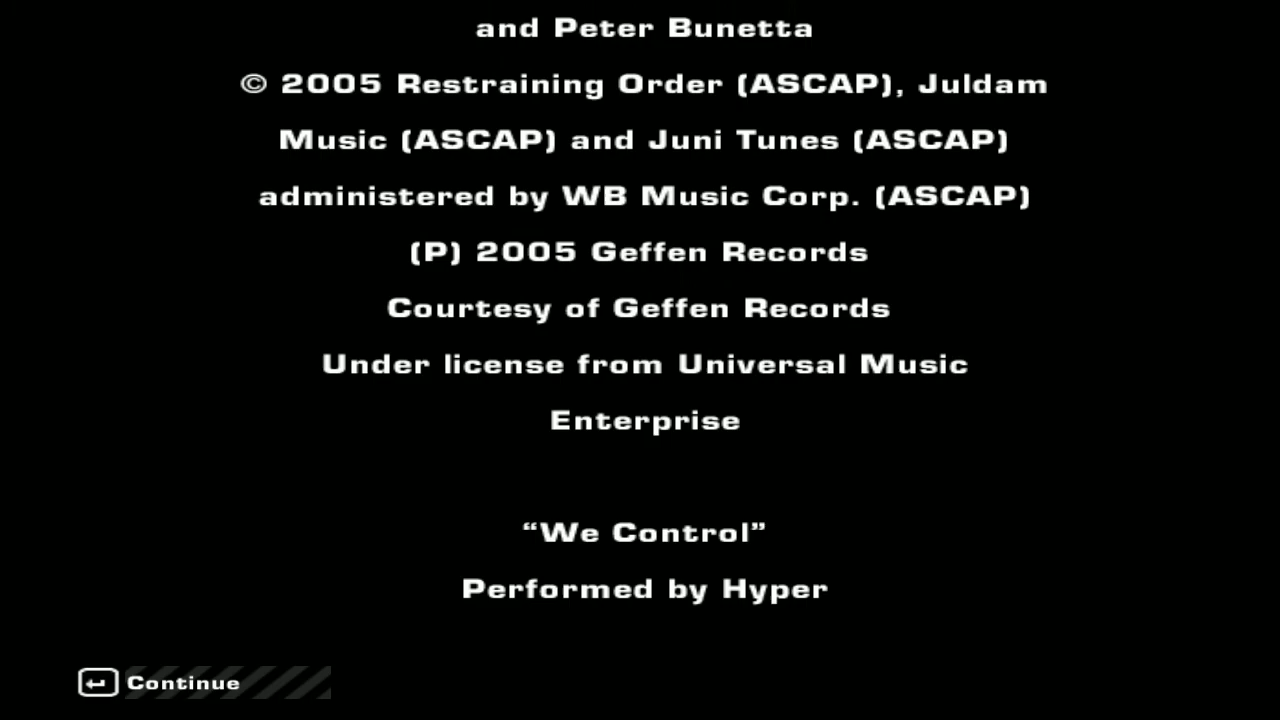 and Peter Bunetta
© 2005 Restraining Order (ASCAP), Juldam
Music (ASCAP) and Juni Tunes (ASCAP)
administered by WB Music Corp. (ASCAP)
(P) 2005 Geffen Records
Courtesy of Geffen Records
Under license from Universal Music
Enterprise
“We Control”
Performed by Hyper
Continue